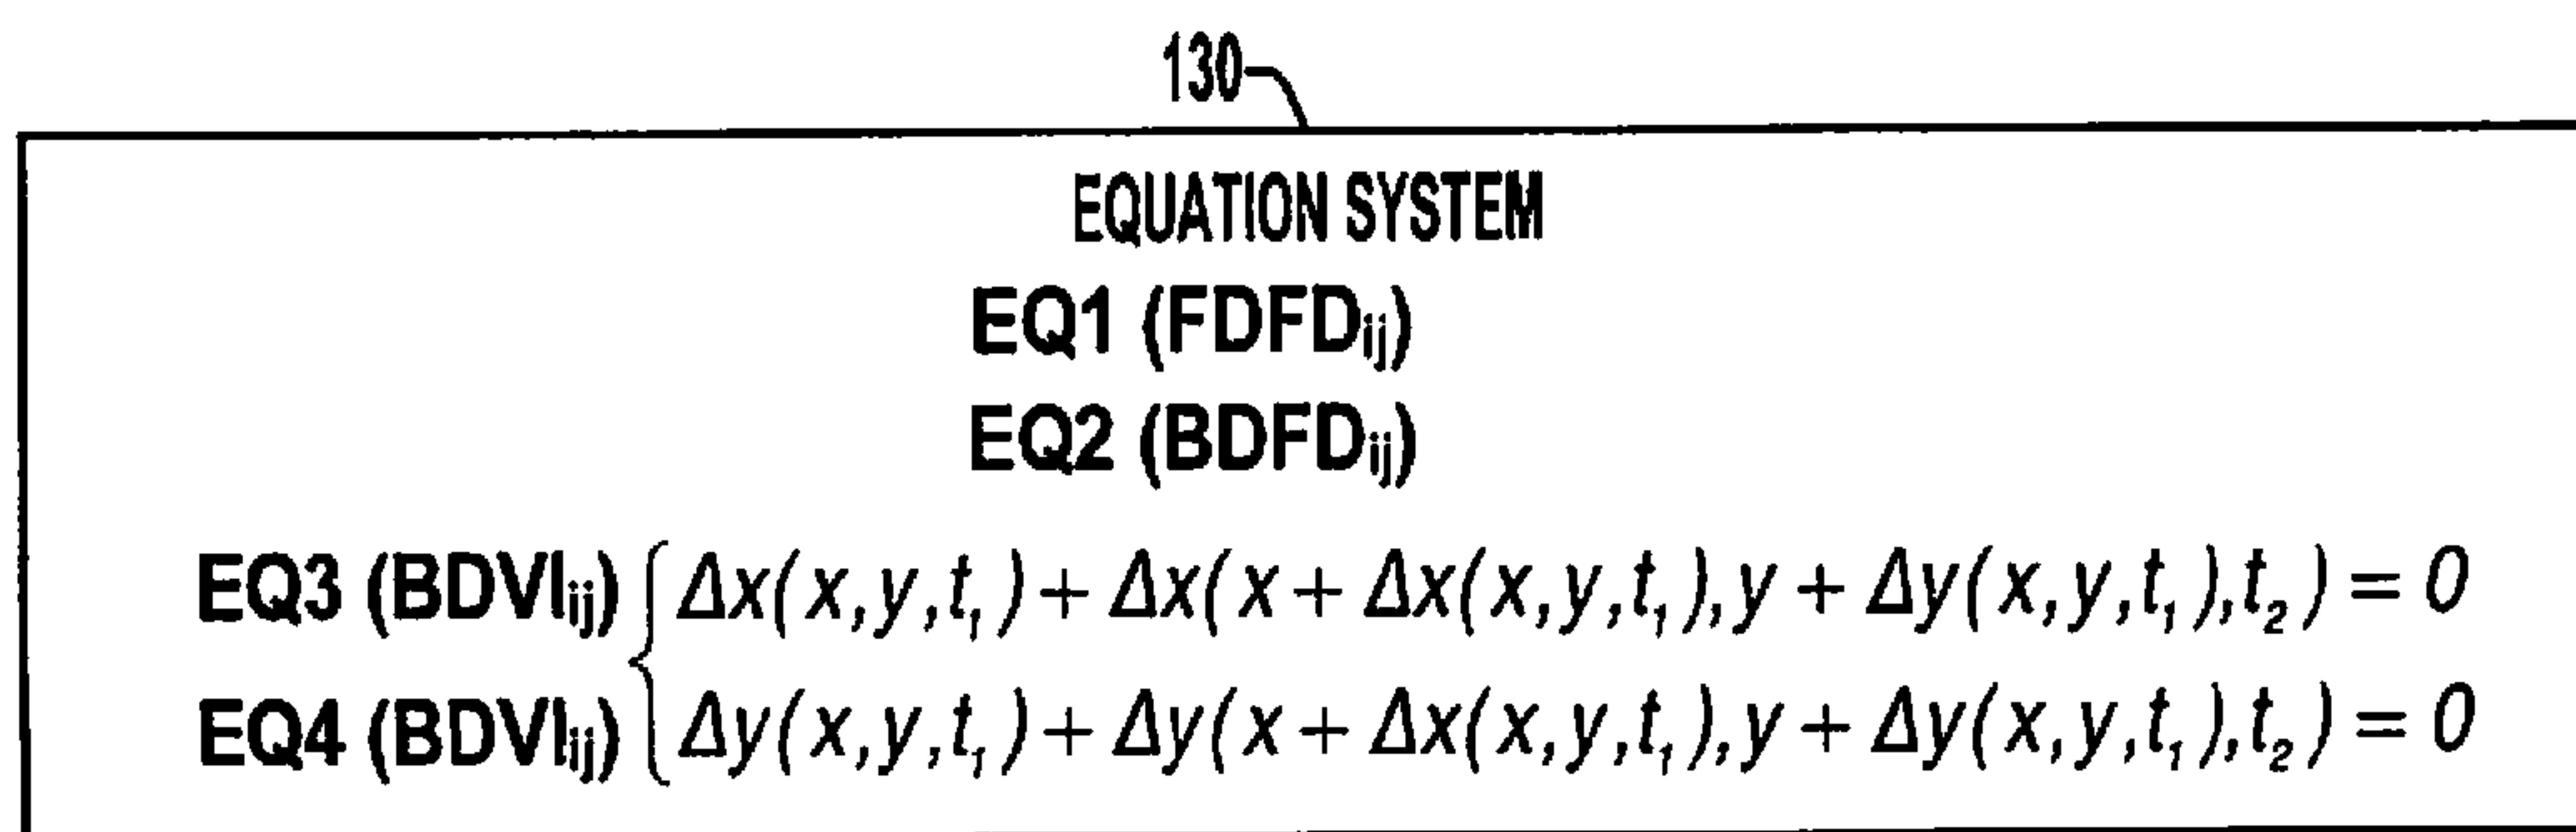 130
EQUATION SYSTEM
EQ1 (FDFDij)
EQ2 (BDFDij)
EQ3 (BDVIij) { Δx(x,y,t₁)+Δx(x+Δx(x,y,t₁),y+Δy(x,y,t₁),t₂)=0
EQ4 (BDVIij) { Δy(x,y,t₁)+Δy(x+Δx(x,y,t₁),y+Δy(x,y,t₁),t₂)=0